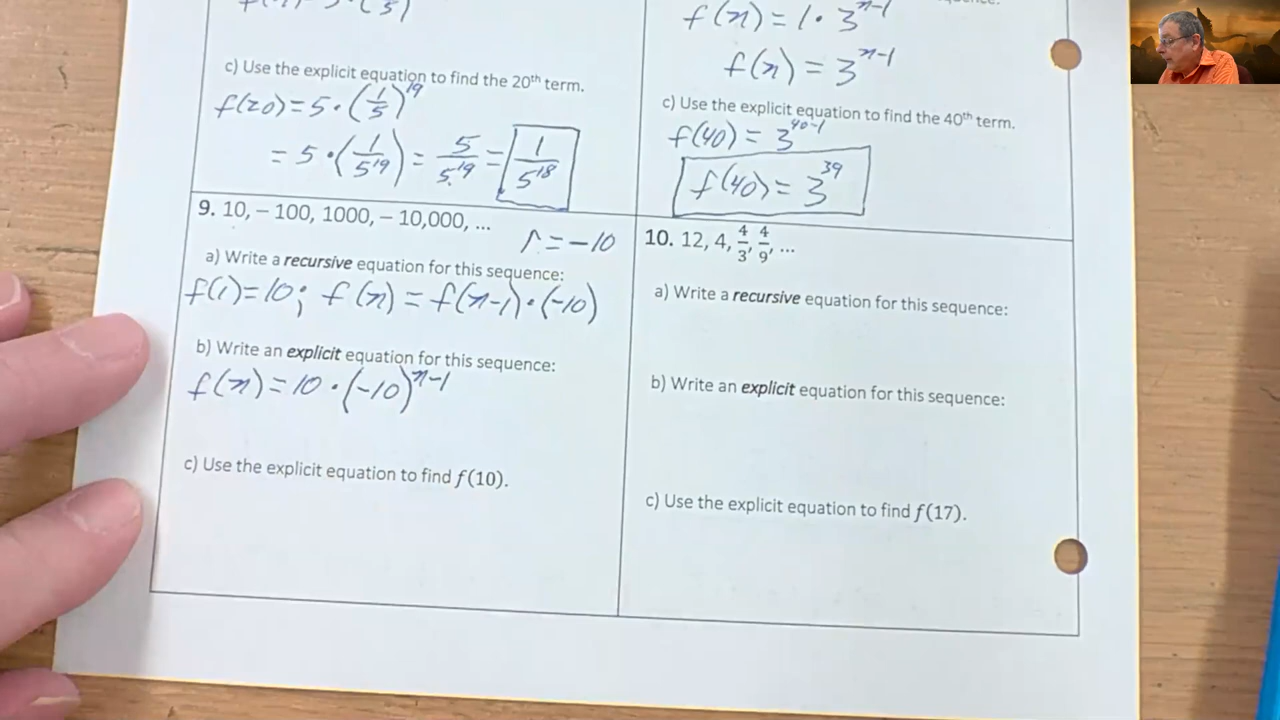 c) Use the explicit equation to find the 20th term.
f(20) = 5 · (1/5)^19
= 5 · (1/5^19) = 5/5^19 = 1/5^18
f(n) = 1 · 3^n-1
f(n) = 3^n-1
c) Use the explicit equation to find the 40th term.
f(40) = 3^40-1
f(40) = 3^39
9. 10, – 100, 1000, – 10,000, ...
r = -10
a) Write a recursive equation for this sequence:
f(1) = 10; f(n) = f(n-1) · (-10)
b) Write an explicit equation for this sequence:
f(n) = 10 · (-10)^n-1
c) Use the explicit equation to find f(10).
10. 12, 4, 4/3, 4/9, ...
a) Write a recursive equation for this sequence:
b) Write an explicit equation for this sequence:
c) Use the explicit equation to find f(17).